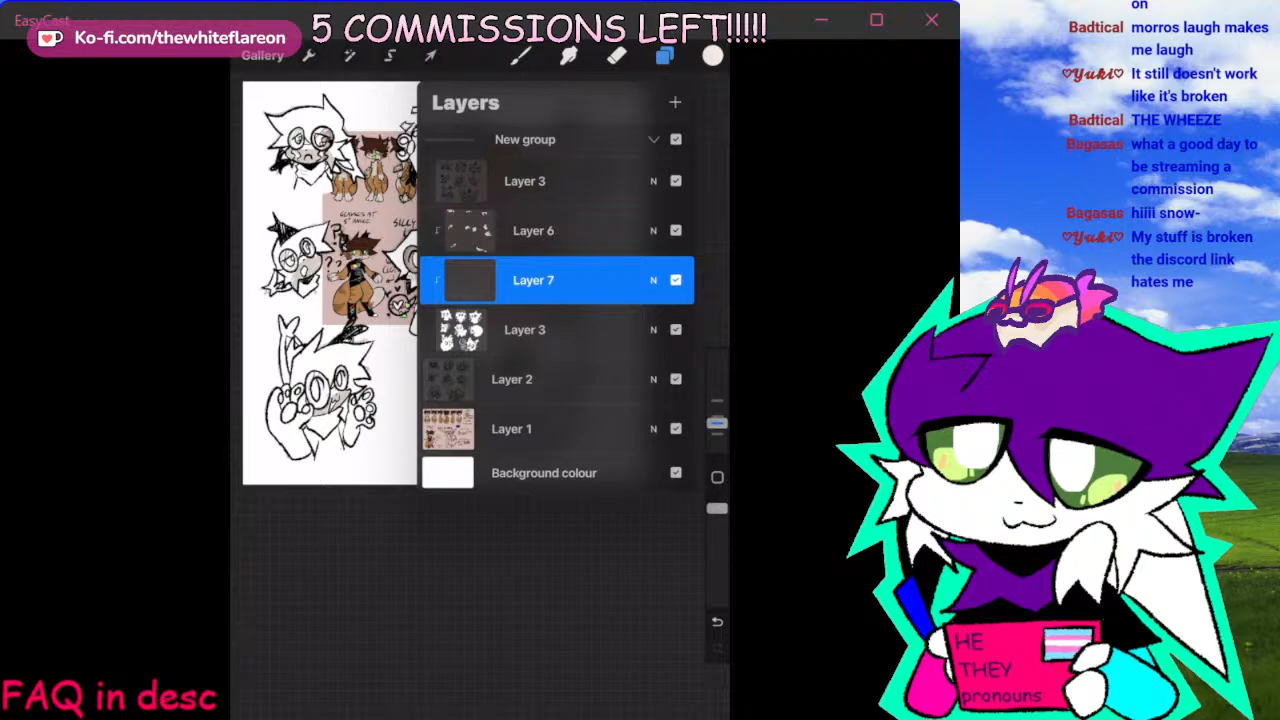 EasyCast
Ko-fi.com/thewhiteflareon
5 COMMISSIONS LEFT!!!!!
Gallery
Layers
New group
Layer 3
N
Layer 6
N
Layer 7
N
Layer 3
N
Layer 2
N
Layer 1
N
Background colour
GLASSES AT
SILLY
on
Badtical morros laugh makes
me laugh
♡𝒴𝓊𝓀𝒾♡ It still doesn't work
like it's broken
Badtical THE WHEEZE
Bagasas what a good day to
be streaming a
commission
Bagasas hiiii snow-
♡𝒴𝓊𝓀𝒾♡ My stuff is broken
the discord link
hates me
HE
THEY
pronouns
FAQ in desc